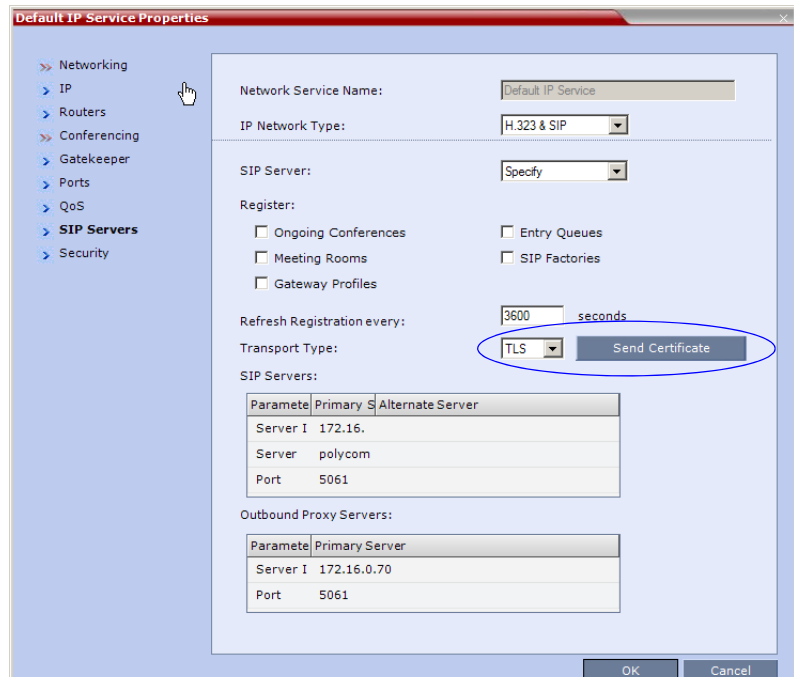 Default IP Service Properties
Networking
IP
Routers
Conferencing
Gatekeeper
Ports
QoS
SIP Servers
Security
Network Service Name: Default IP Service
IP Network Type: H.323 & SIP
SIP Server: Specify
Register:
Ongoing Conferences Entry Queues
Meeting Rooms SIP Factories
Gateway Profiles
Refresh Registration every: 3600 seconds
Transport Type: TLS Send Certificate
SIP Servers:
Paramete Primary S Alternate Server
Server I 172.16.
Server polycom
Port 5061
Outbound Proxy Servers:
Paramete Primary Server
Server I 172.16.0.70
Port 5061
OK Cancel